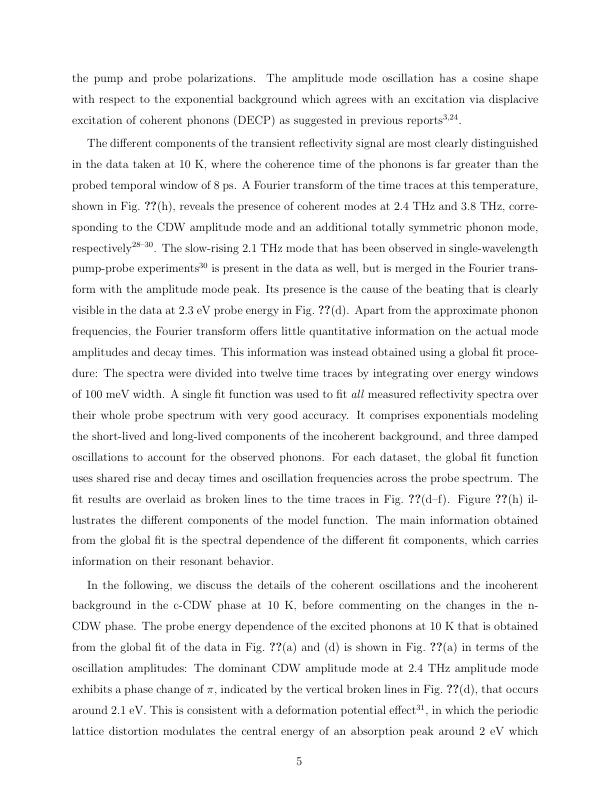 the pump and probe polarizations. The amplitude mode oscillation has a cosine shape
with respect to the exponential background which agrees with an excitation via displacive
excitation of coherent phonons (DECP) as suggested in previous reports3,24.
The different components of the transient reflectivity signal are most clearly distinguished
in the data taken at 10 K, where the coherence time of the phonons is far greater than the
probed temporal window of 8 ps. A Fourier transform of the time traces at this temperature,
shown in Fig. ??(h), reveals the presence of coherent modes at 2.4 THz and 3.8 THz, corre-
sponding to the CDW amplitude mode and an additional totally symmetric phonon mode,
respectively28–30. The slow-rising 2.1 THz mode that has been observed in single-wavelength
pump-probe experiments30 is present in the data as well, but is merged in the Fourier trans-
form with the amplitude mode peak. Its presence is the cause of the beating that is clearly
visible in the data at 2.3 eV probe energy in Fig. ??(d). Apart from the approximate phonon
frequencies, the Fourier transform offers little quantitative information on the actual mode
amplitudes and decay times. This information was instead obtained using a global fit proce-
dure: The spectra were divided into twelve time traces by integrating over energy windows
of 100 meV width. A single fit function was used to fit all measured reflectivity spectra over
their whole probe spectrum with very good accuracy. It comprises exponentials modeling
the short-lived and long-lived components of the incoherent background, and three damped
oscillations to account for the observed phonons. For each dataset, the global fit function
uses shared rise and decay times and oscillation frequencies across the probe spectrum. The
fit results are overlaid as broken lines to the time traces in Fig. ??(d–f). Figure ??(h) il-
lustrates the different components of the model function. The main information obtained
from the global fit is the spectral dependence of the different fit components, which carries
information on their resonant behavior.
In the following, we discuss the details of the coherent oscillations and the incoherent
background in the c-CDW phase at 10 K, before commenting on the changes in the n-
CDW phase. The probe energy dependence of the excited phonons at 10 K that is obtained
from the global fit of the data in Fig. ??(a) and (d) is shown in Fig. ??(a) in terms of the
oscillation amplitudes: The dominant CDW amplitude mode at 2.4 THz amplitude mode
exhibits a phase change of π, indicated by the vertical broken lines in Fig. ??(d), that occurs
around 2.1 eV. This is consistent with a deformation potential effect31, in which the periodic
lattice distortion modulates the central energy of an absorption peak around 2 eV which
5